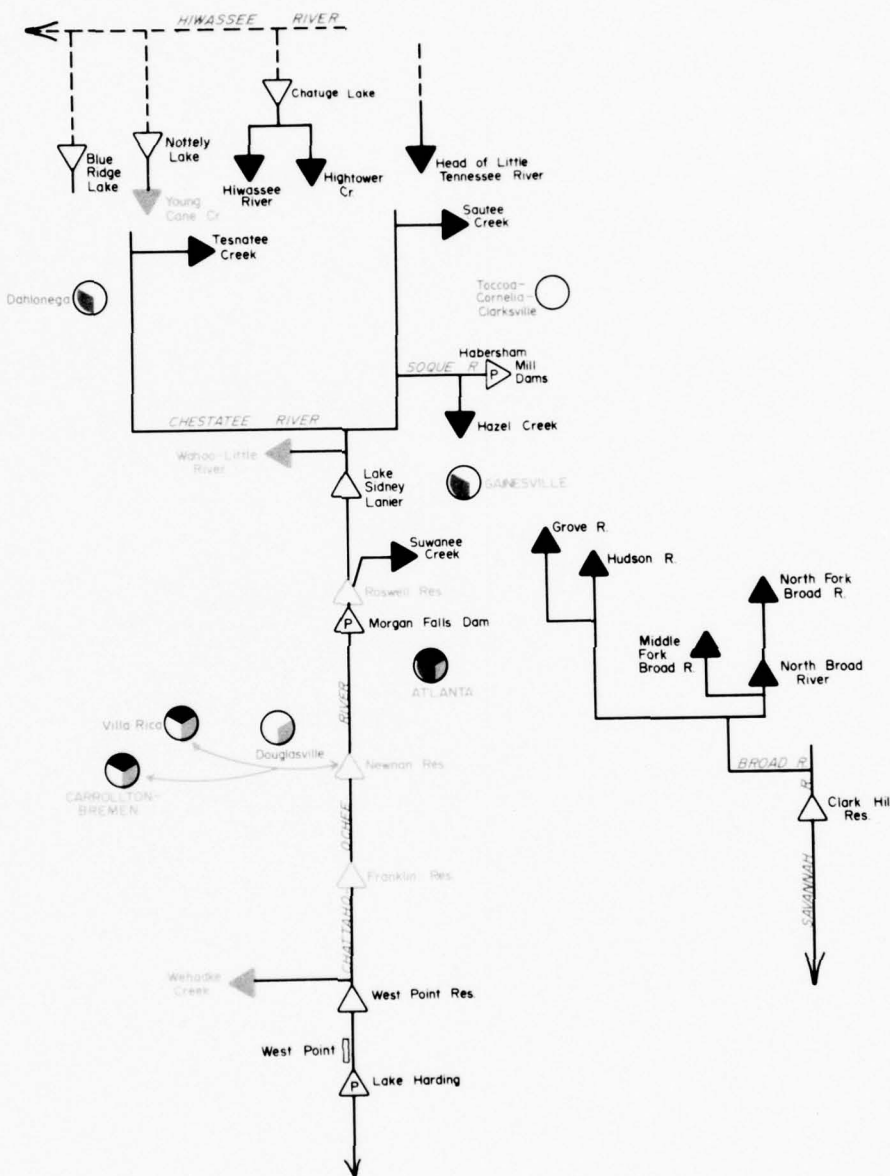 HIWASSEE RIVER
Chatuge Lake
Blue
Ridge
Lake
Nottely
Lake
Hiwassee
River
Hightower
Cr.
Head of Little
Tennessee River
Young
Cane Cr.
Tesnatee
Creek
Sautee
Creek
Dahlonega
Toccoa-
Cornelia-
Clarksville
SOQUE R
Habersham
Mill
Dams
P
Hazel Creek
CHESTATEE RIVER
Wahoo-Little
River
Lake
Sidney
Lanier
GAINESVILLE
Suwanee
Creek
Roswell Res.
P
Morgan Falls Dam
Grove R.
Hudson R.
North Fork
Broad R.
Middle
Fork
Broad R.
North Broad
River
ATLANTA
RIVER
Villa Rica
Douglasville
Newnan Res.
CARROLLTON-
BREMEN
BROAD R
R
Clark Hil
Res.
SAVANNAH
OCHEE
Franklin Res.
CHATTAHO
Wehadke
Creek
West Point Res.
West Point
P
Lake Harding